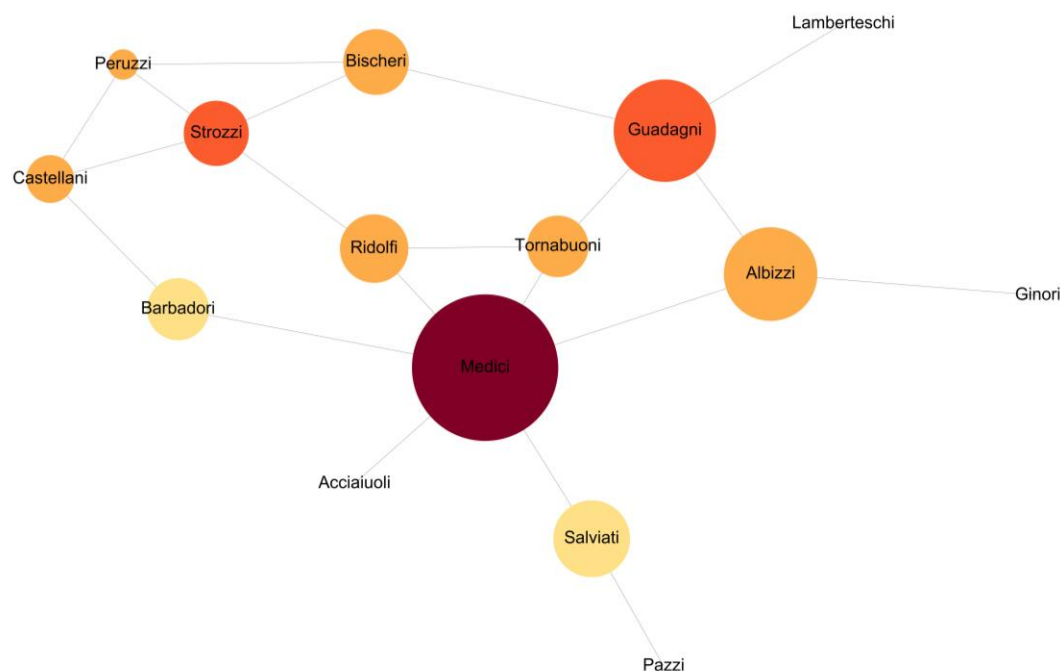 Lamberteschi
Peruzzi
Bischeri
Strozzi
Guadagni
Castellani
Ridolfi
Tornabuoni
Albizzi
Ginori
Barbadori
Medici
Acciaiuoli
Salviati
Pazzi